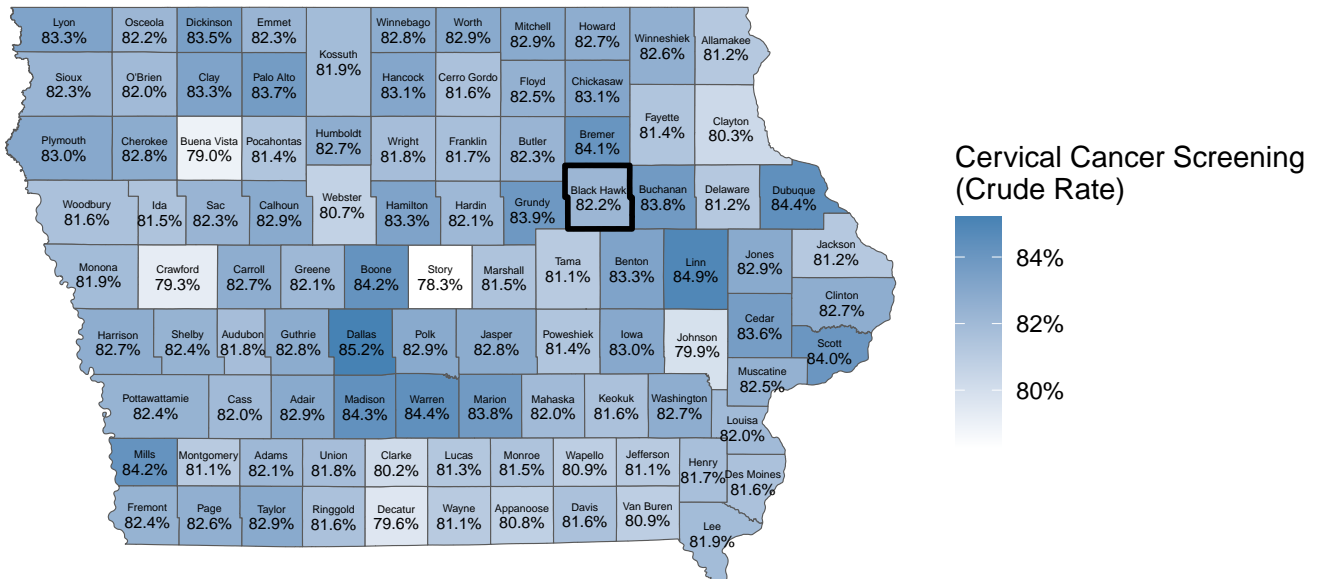 Lyon
83.3%
Osceola
82.2%
Dickinson
83.5%
Emmet
82.3%
Kossuth
81.9%
Winnebago
82.8%
Worth
82.9%
Mitchell
82.9%
Howard
82.7%
Winneshiek
82.6%
Allamakee
81.2%
Sioux
82.3%
O'Brien
82.0%
Clay
83.3%
Palo Alto
83.7%
Hancock
83.1%
Cerro Gordo
81.6%
Floyd
82.5%
Chickasaw
83.1%
Fayette
81.4%
Clayton
80.3%
Plymouth
83.0%
Cherokee
82.8%
Buena Vista
79.0%
Pocahontas
81.4%
Humboldt
82.7%
Wright
81.8%
Franklin
81.7%
Butler
82.3%
Bremer
84.1%
Woodbury
81.6%
Ida
81.5%
Sac
82.3%
Calhoun
82.9%
Webster
80.7%
Hamilton
83.3%
Hardin
82.1%
Grundy
83.9%
Black Hawk
82.2%
Buchanan
83.8%
Delaware
81.2%
Dubuque
84.4%
Monona
81.9%
Crawford
79.3%
Carroll
82.7%
Greene
82.1%
Boone
84.2%
Story
78.3%
Marshall
81.5%
Tama
81.1%
Benton
83.3%
Linn
84.9%
Jones
82.9%
Jackson
81.2%
Clinton
82.7%
Harrison
82.7%
Shelby
82.4%
Audubon
81.8%
Guthrie
82.8%
Dallas
85.2%
Polk
82.9%
Jasper
82.8%
Poweshiek
81.4%
Iowa
83.0%
Johnson
79.9%
Cedar
83.6%
Scott
84.0%
Muscatine
82.5%
Pottawattamie
82.4%
Cass
82.0%
Adair
82.9%
Madison
84.3%
Warren
84.4%
Marion
83.8%
Mahaska
82.0%
Keokuk
81.6%
Washington
82.7%
Louisa
82.0%
Mills
84.2%
Montgomery
81.1%
Adams
82.1%
Union
81.8%
Clarke
80.2%
Lucas
81.3%
Monroe
81.5%
Wapello
80.9%
Jefferson
81.1%
Henry
81.7%
Des Moines
81.6%
Fremont
82.4%
Page
82.6%
Taylor
82.9%
Ringgold
81.6%
Decatur
79.6%
Wayne
81.1%
Appanoose
80.8%
Davis
81.6%
Van Buren
80.9%
Lee
81.9%
Cervical Cancer Screening
(Crude Rate)
84%
82%
80%